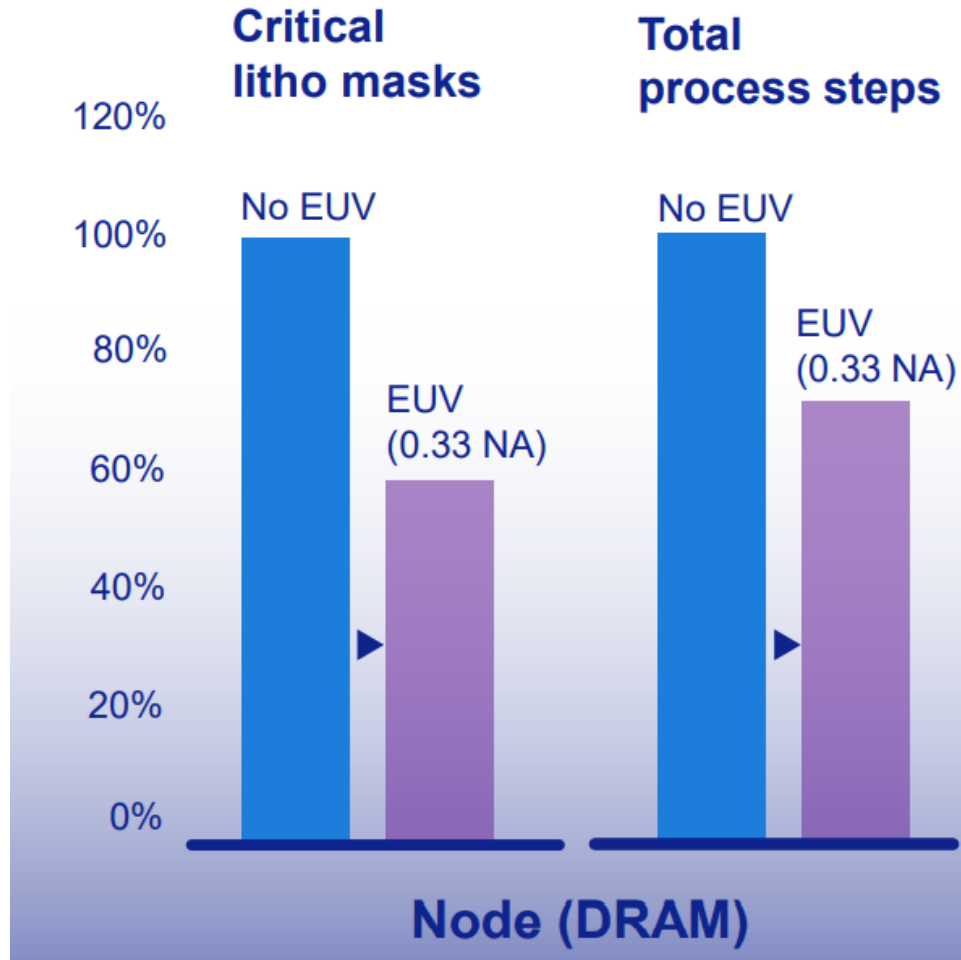 Critical
litho masks
Total
process steps
120%
100%
80%
60%
40%
20%
0%
No EUV
EUV
(0.33 NA)
No EUV
EUV
(0.33 NA)
Node (DRAM)